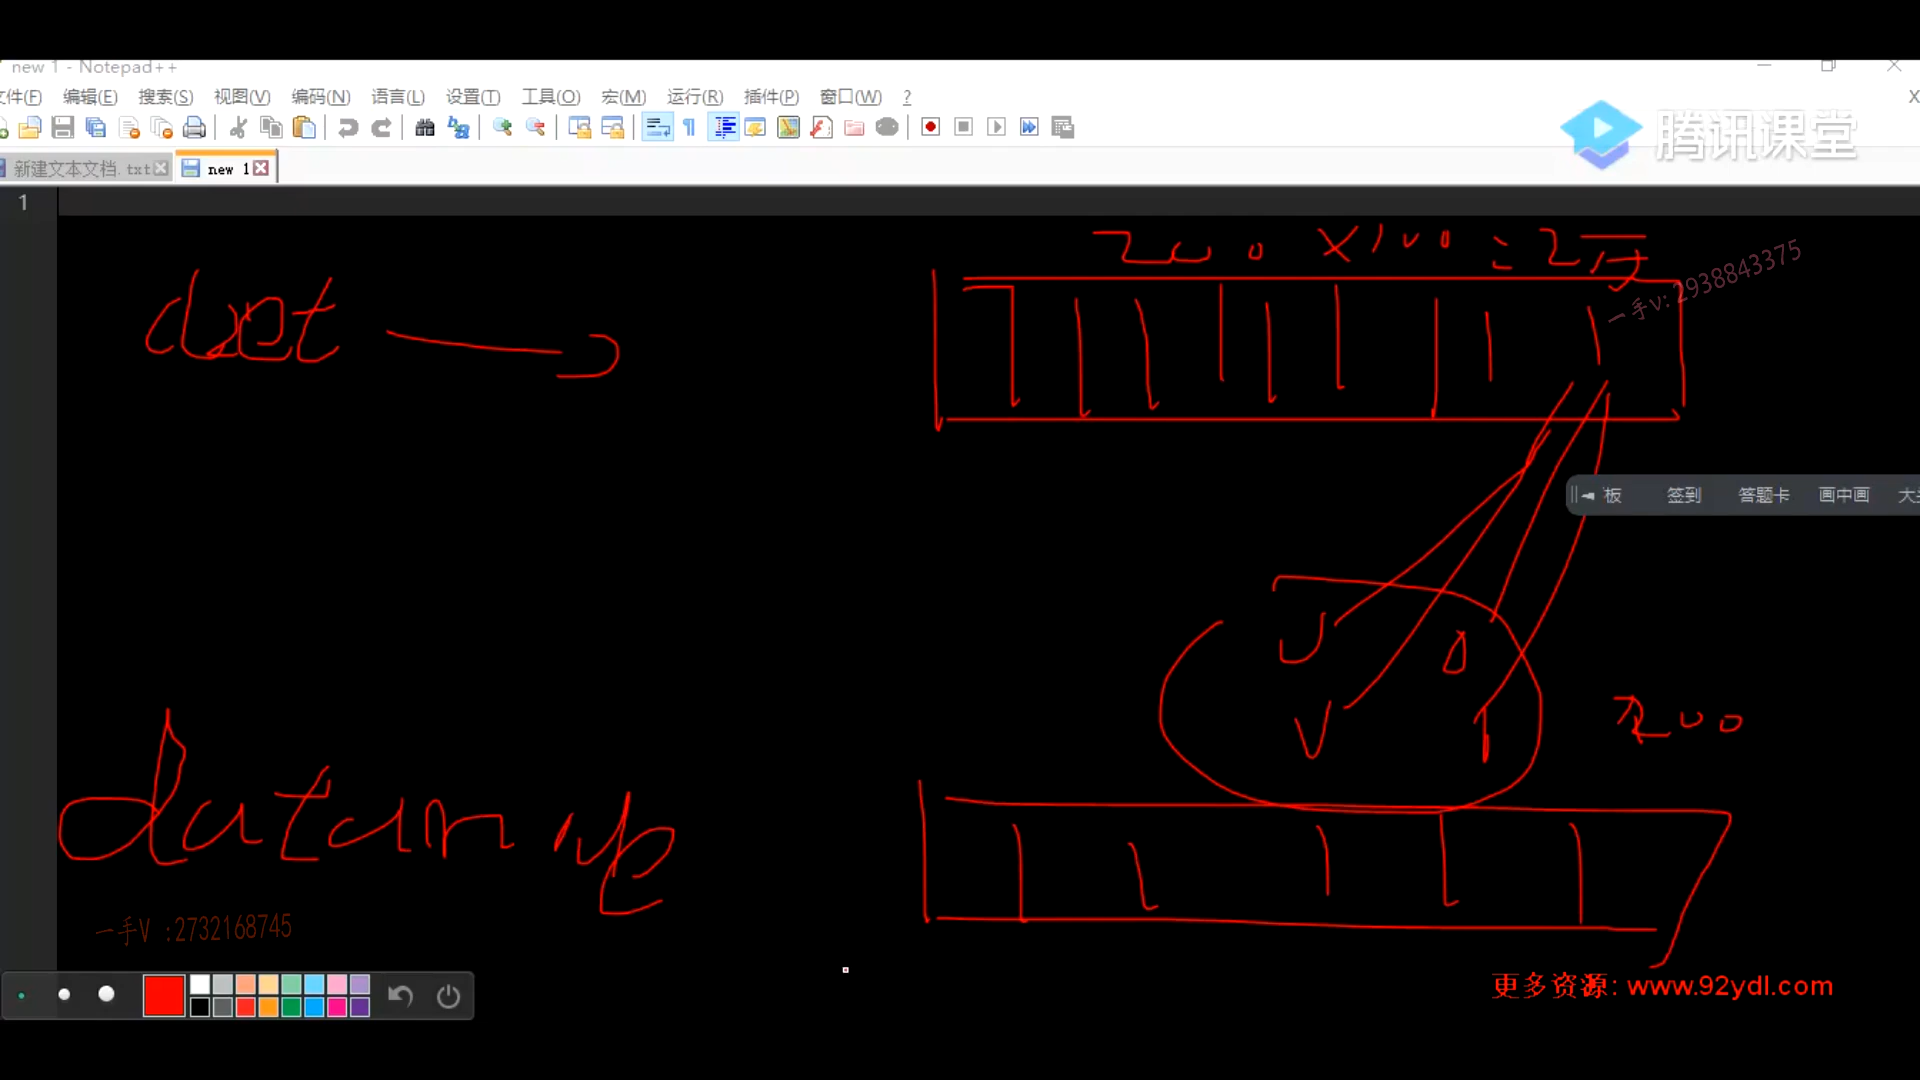 new 1 - Notepad++
文件(F) 编辑(E) 搜索(S) 视图(V) 编码(N) 语言(L) 设置(T) 工具(O) 宏(M) 运行(R) 插件(P) 窗口(W) ? X
腾讯课堂
新建文本文档.txt new 1
1
200 X100 = 2万
一手v:2938843375
板 签到 答题卡 画中画
200
一手V :2732168745
更多资源: www.92ydl.com